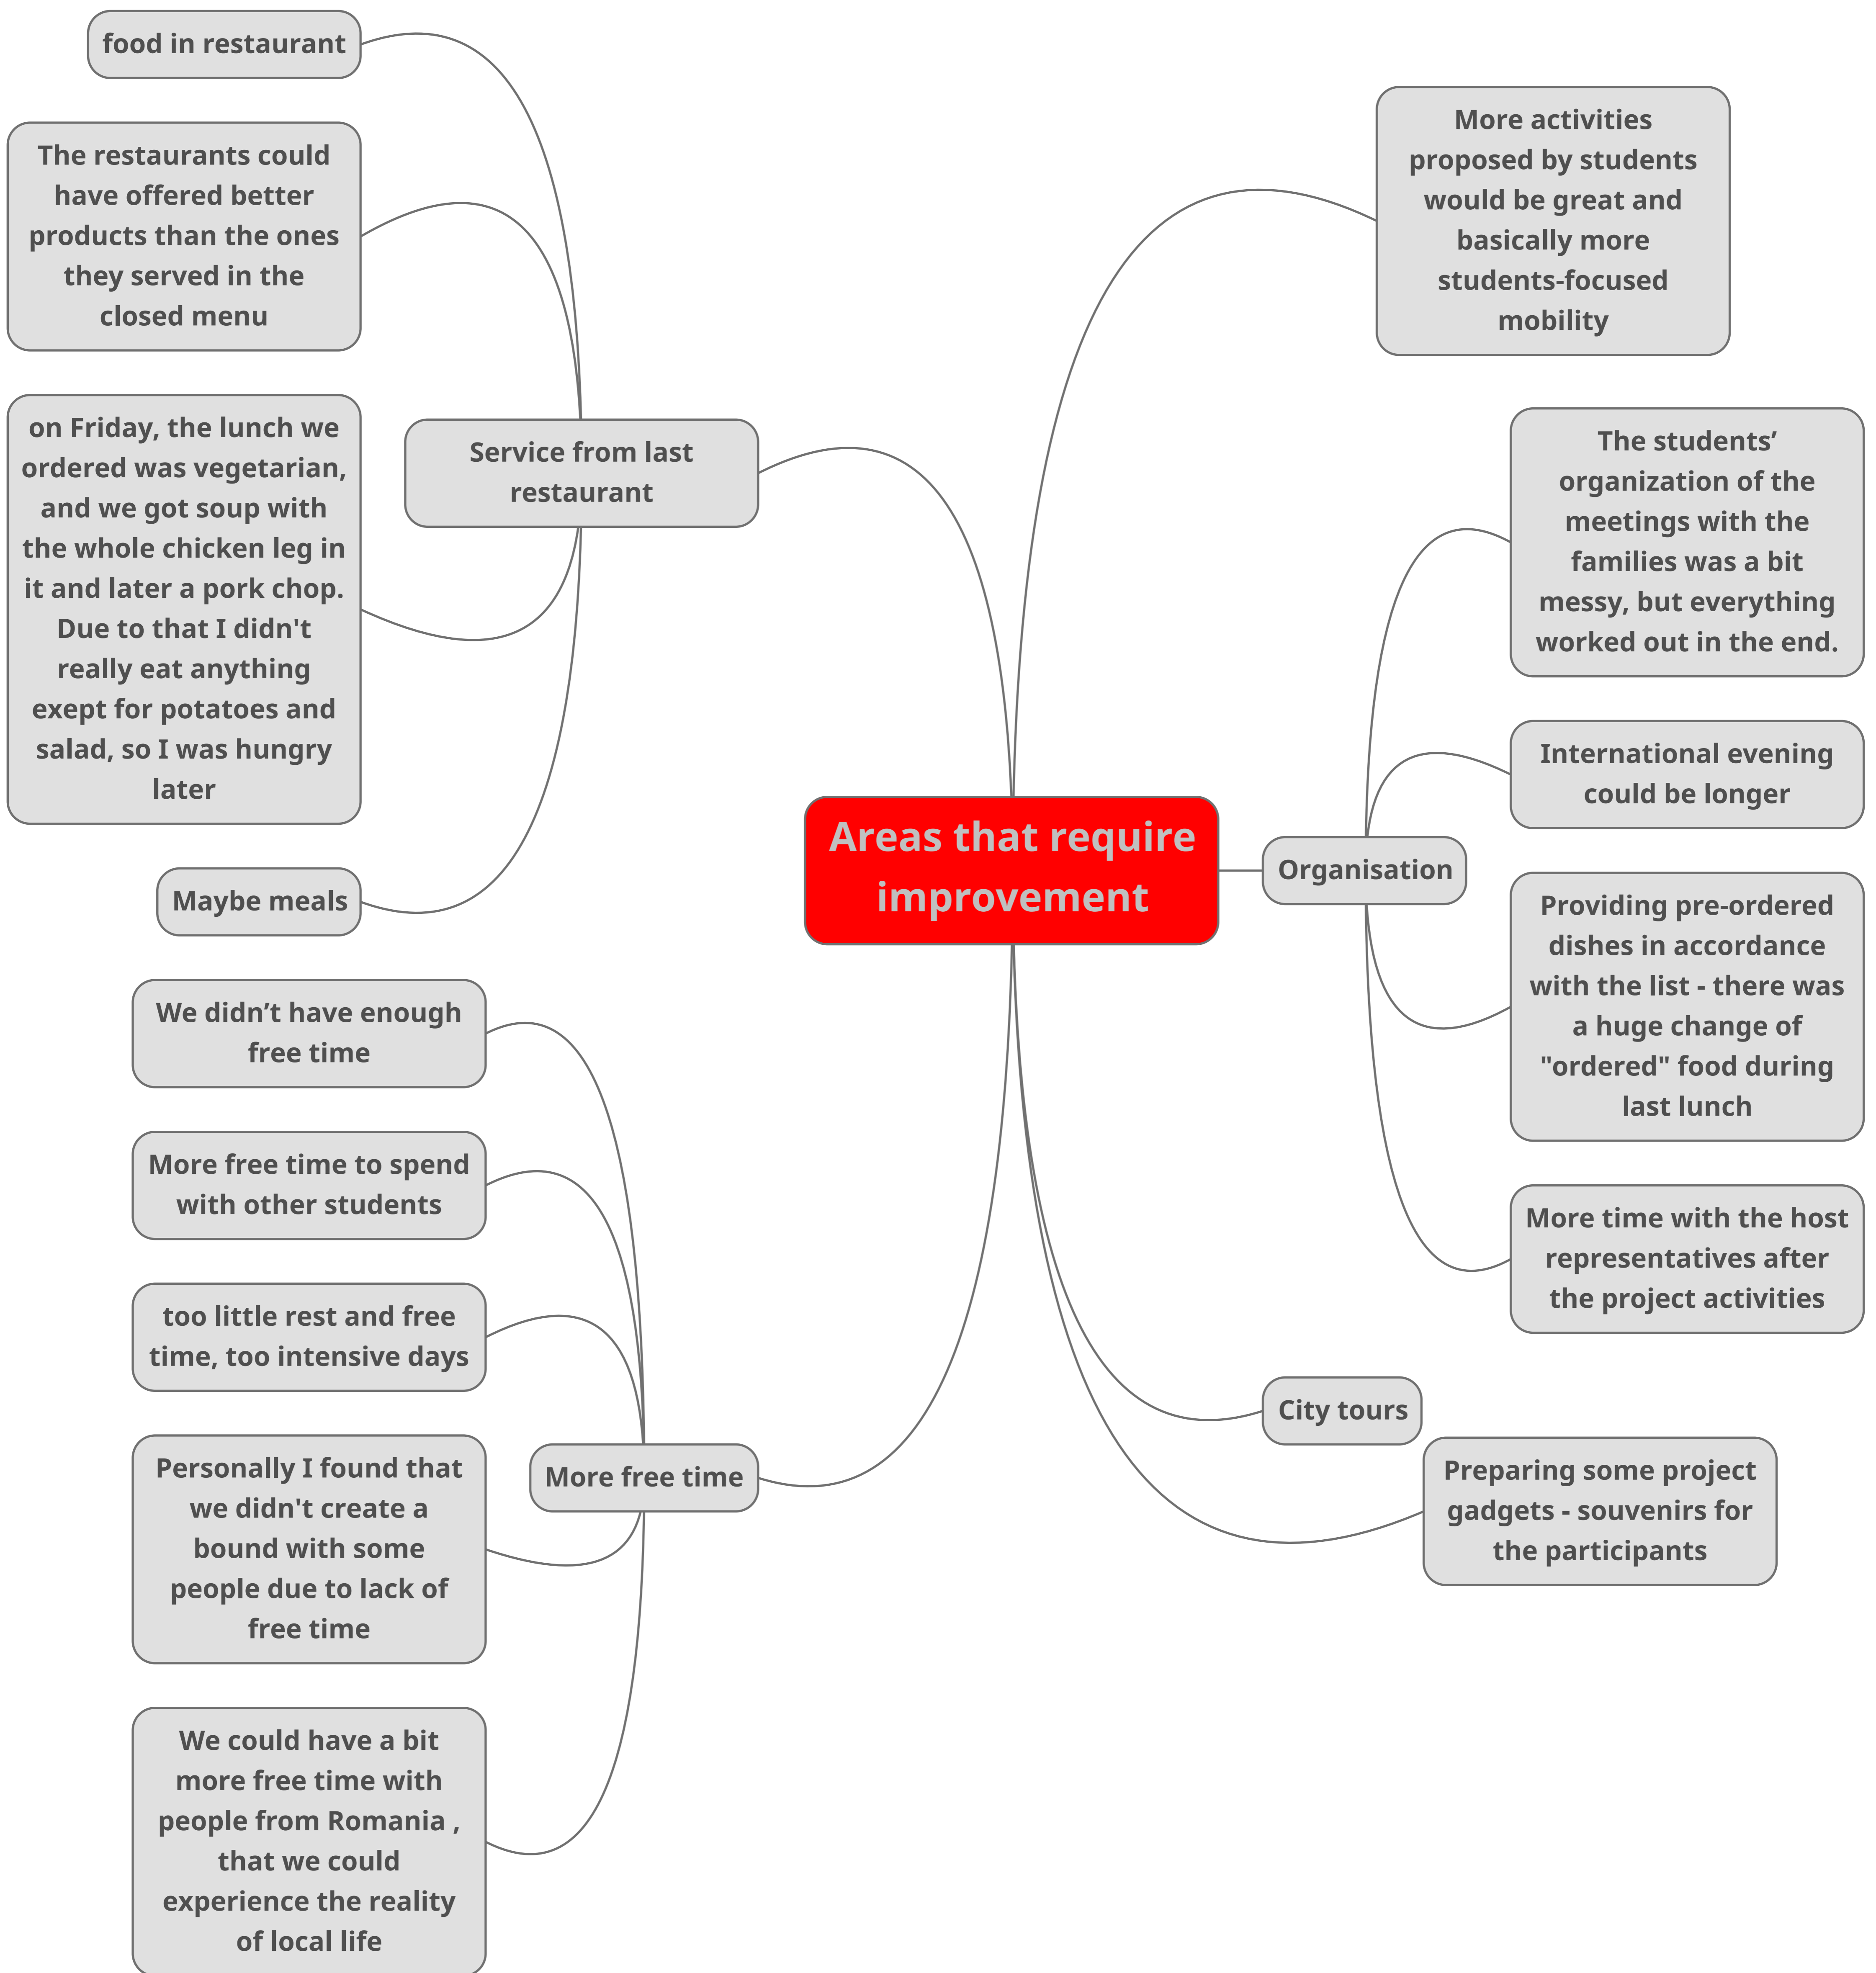 food in restaurant
The restaurants could
have offered better
products than the ones
they served in the
closed menu
on Friday, the lunch we
ordered was vegetarian,
and we got soup with
the whole chicken leg in
it and later a pork chop.
Due to that I didn't
really eat anything
exept for potatoes and
salad, so I was hungry
later
Maybe meals
Service from last
restaurant
We didn’t have enough
free time
More free time to spend
with other students
too little rest and free
time, too intensive days
Personally I found that
we didn't create a
bound with some
people due to lack of
free time
We could have a bit
more free time with
people from Romania ,
that we could
experience the reality
of local life
More free time
Areas that require
improvement
More activities
proposed by students
would be great and
basically more
students-focused
mobility
Organisation
The students’
organization of the
meetings with the
families was a bit
messy, but everything
worked out in the end.
International evening
could be longer
Providing pre-ordered
dishes in accordance
with the list - there was
a huge change of
"ordered" food during
last lunch
More time with the host
representatives after
the project activities
City tours
Preparing some project
gadgets - souvenirs for
the participants